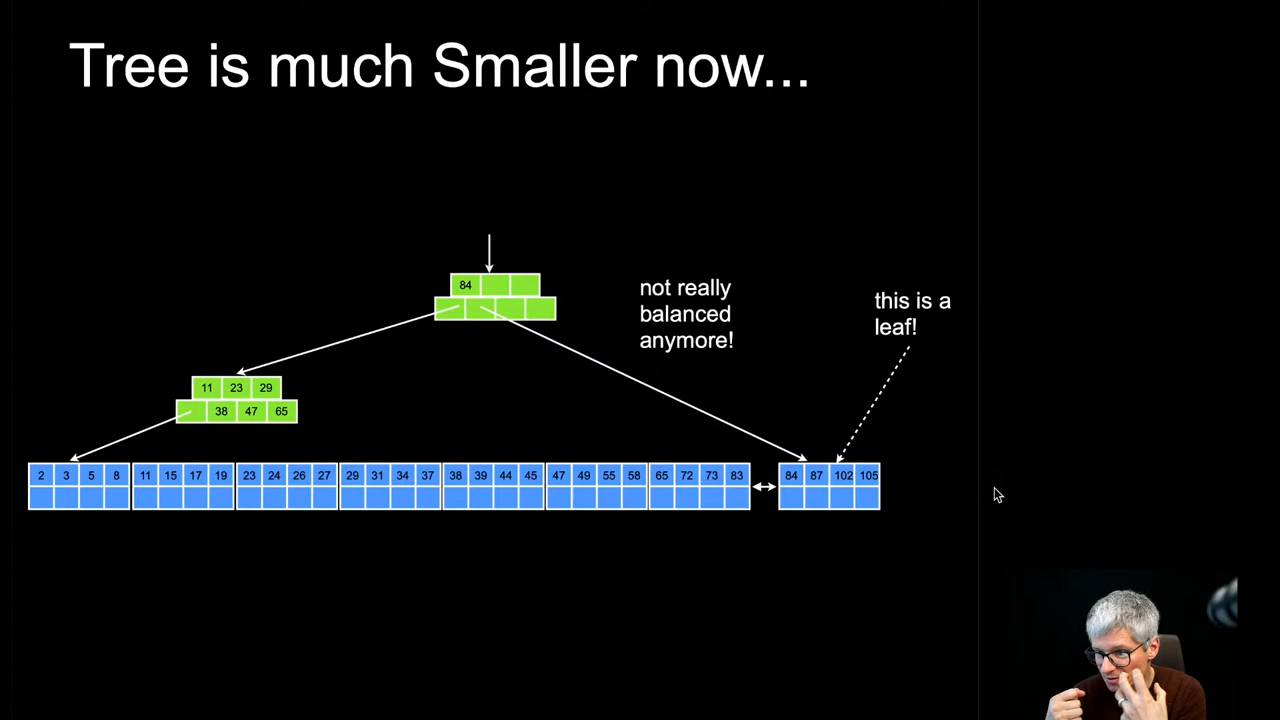 Tree is much Smaller now...
84
not really
balanced
anymore!
this is a
leaf!
11 23 29
38 47 65
2 3 5 8 11 15 17 19 23 24 26 27 29 31 34 37 38 39 44 45 47 49 55 58 65 72 73 83 84 87 102 105